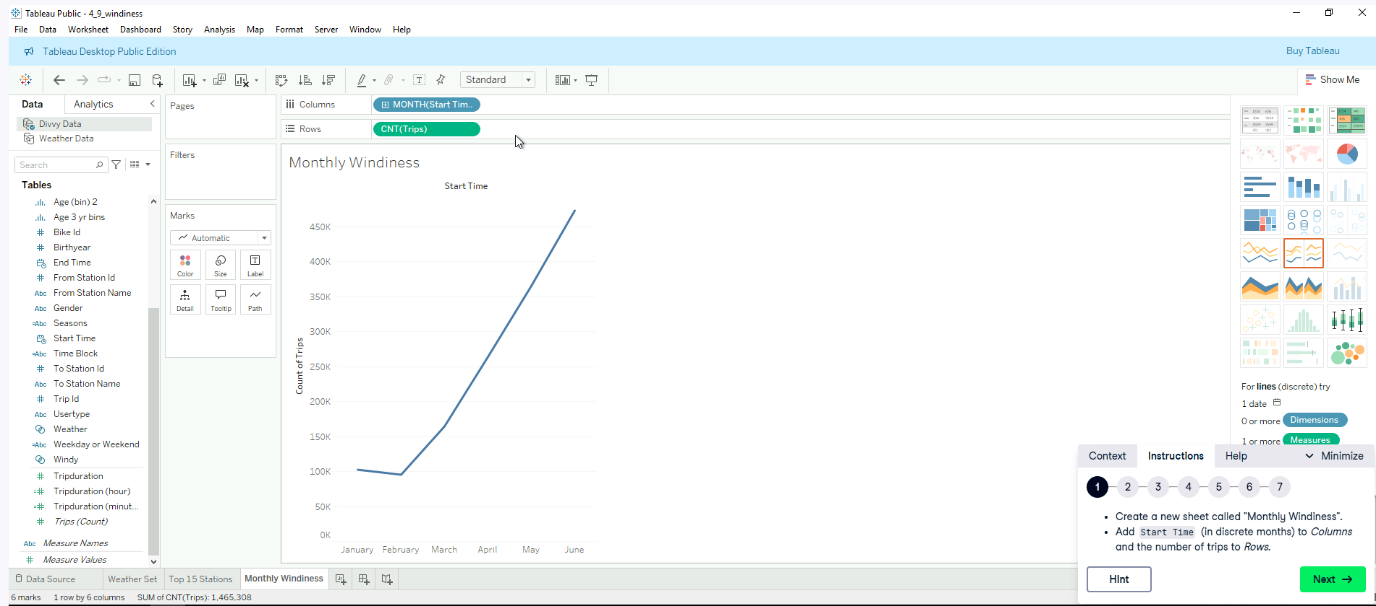 Tableau Public - 4_9_windiness
File Data Worksheet Dashboard Story Analysis Map Format Server Window Help
Tableau Desktop Public Edition Buy Tableau
Standard Show Me
Data Analytics
Divvy Data
Weather Data
Search
Tables
Age (bin) 2
Age 3 yr bins
Bike Id
Birthyear
End Time
From Station Id
Abc From Station Name
Abc Gender
=Abc Seasons
Start Time
=Abc Time Block
To Station Id
Abc To Station Name
Trip Id
Abc Usertype
Weather
=Abc Weekday or Weekend
Windy
Tripduration
Tripduration (hour)
Tripduration (minut...
Trips (Count)
Abc Measure Names
Measure Values
Pages
Filters
Marks
Automatic
Color Size Label
Detail Tooltip Path
Columns MONTH(Start Tim..
Rows CNT(Trips)
Monthly Windiness
Start Time
Count of Trips
450K
400K
350K
300K
250K
200K
150K
100K
50K
0K
January February March April May June
For lines (discrete) try
1 date
0 or more Dimensions
1 or more Measures
Context Instructions Help Minimize
1 2 3 4 5 6 7
• Create a new sheet called "Monthly Windiness".
• Add Start Time (in discrete months) to Columns
and the number of trips to Rows.
Hint Next →
Data Source Weather Set Top 15 Stations Monthly Windiness
6 marks 1 row by 6 columns SUM of CNT(Trips): 1,465,308